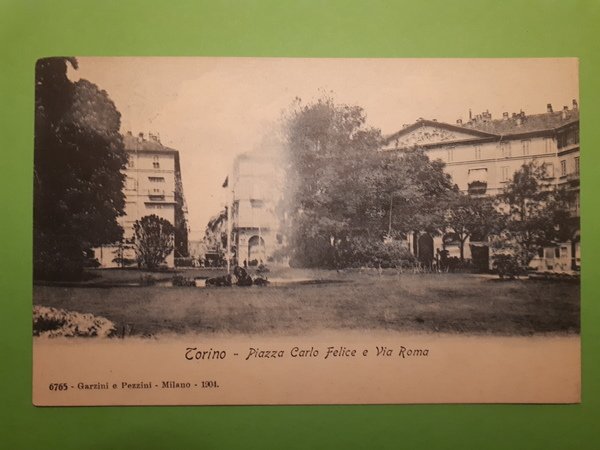 Torino - Piazza Carlo Felice e Via Roma
6765 - Garzini e Pezzini - Milano - 1904.